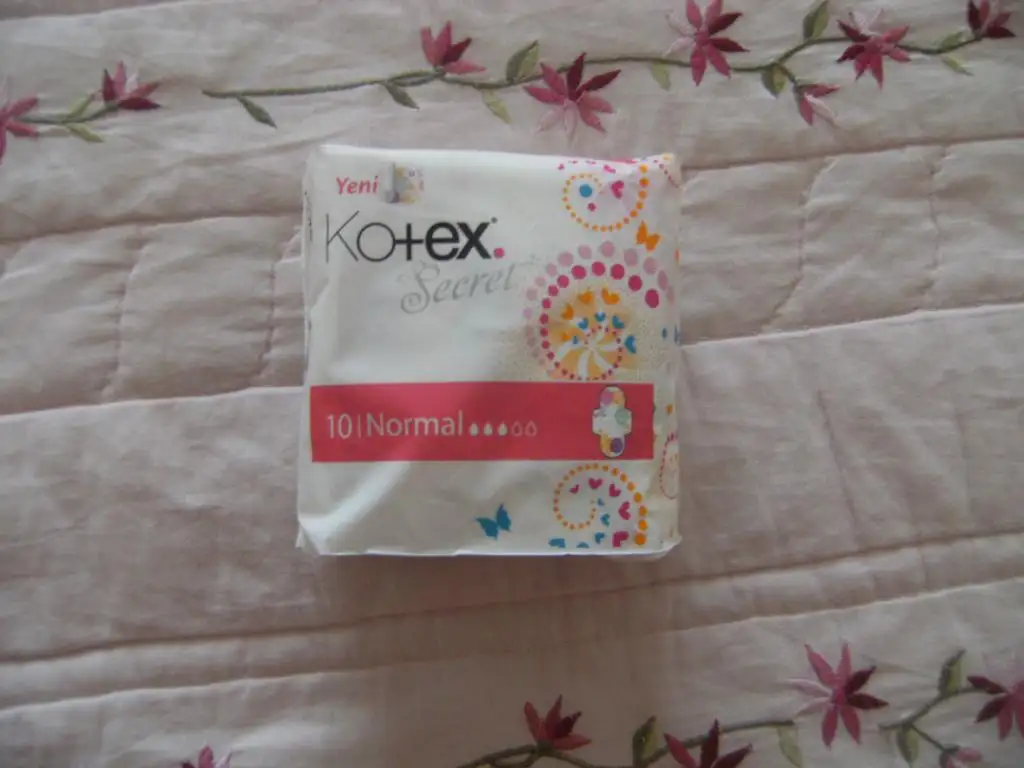 Yeni
Kotex
Secret
10 | Normal